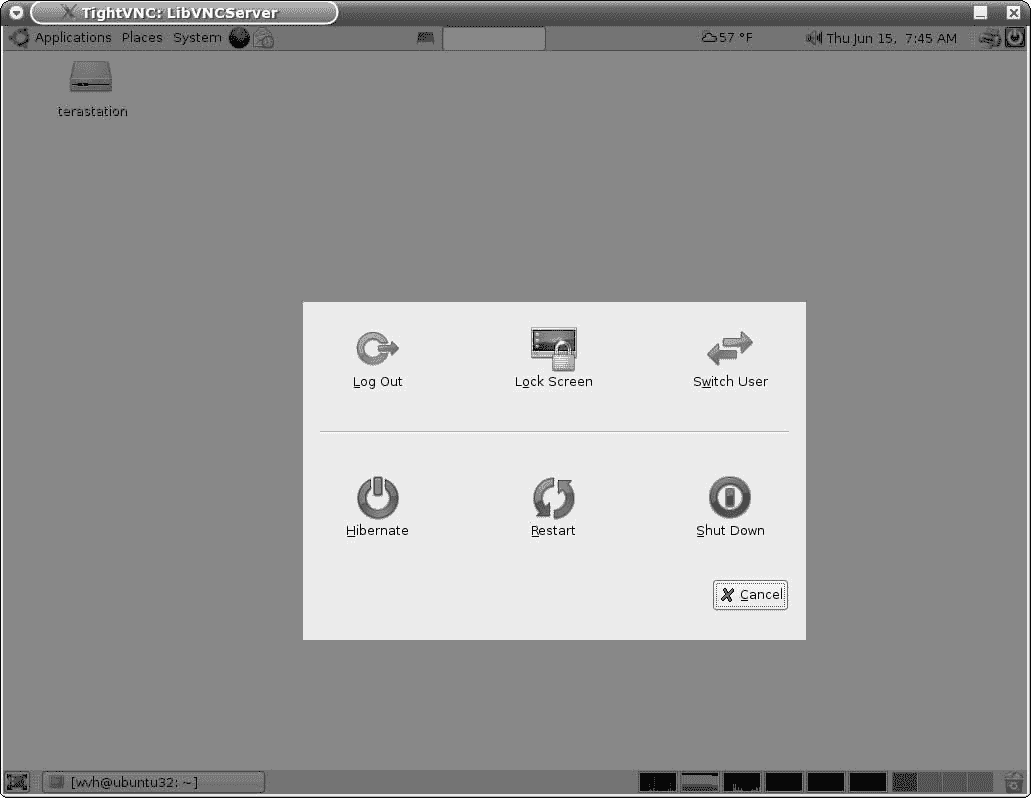 TightVNC: LibVNCServer
Applications Places System 57 °F Thu Jun 15, 7:45 AM
terastation
Log Out Lock Screen Switch User
Hibernate Restart Shut Down
Cancel
[wvh@ubuntu32: ~]